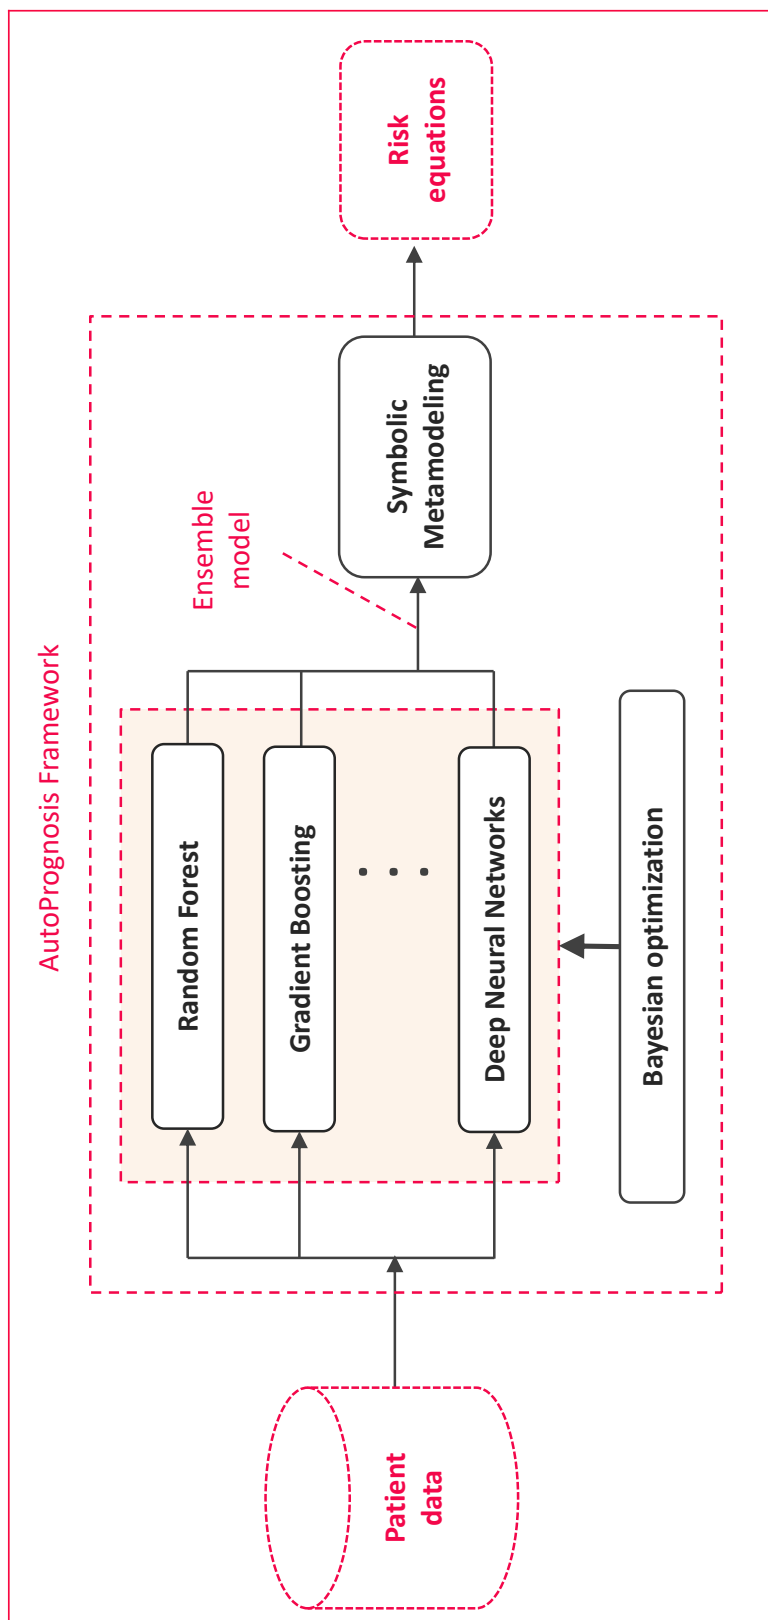 AutoPrognosis Framework
Patient
data
Random Forest
Gradient Boosting
. . .
Deep Neural Networks
Bayesian optimization
Ensemble
model
Symbolic
Metamodeling
Risk
equations